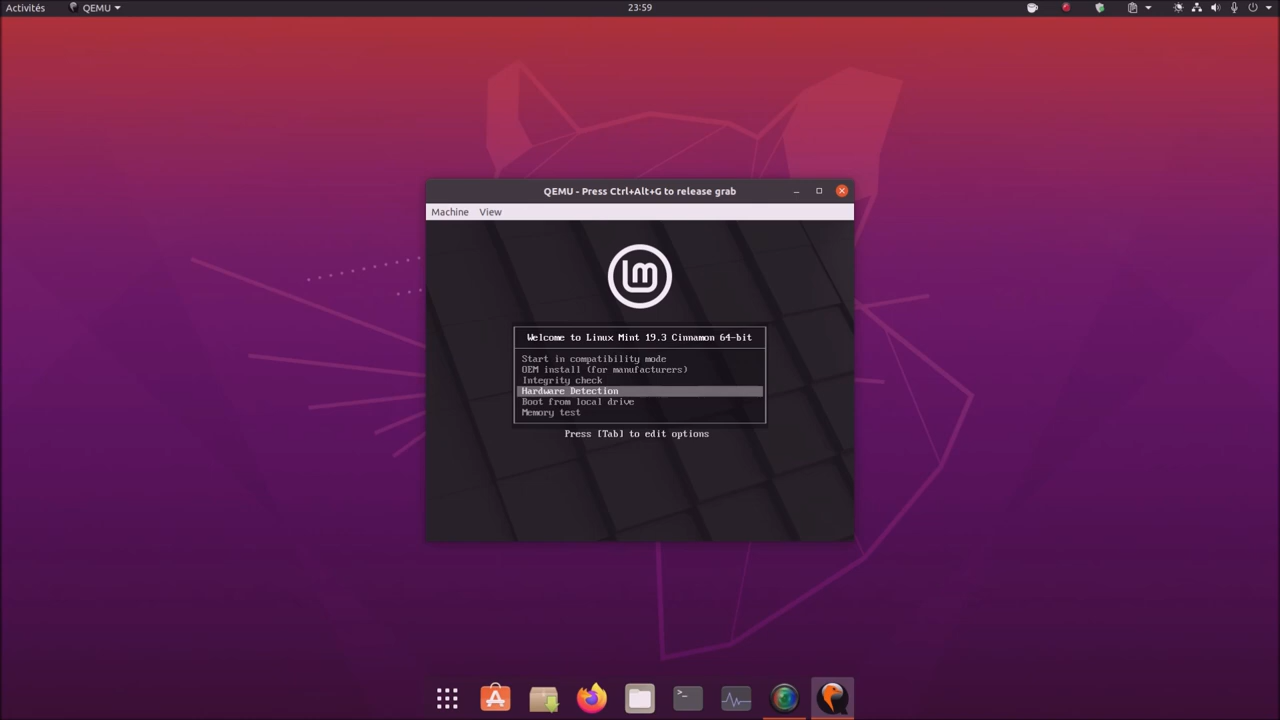 Activités QEMU 23:59
QEMU - Press Ctrl+Alt+G to release grab
Machine View
lm
Welcome to Linux Mint 19.3 Cinnamon 64-bit
Start in compatibility mode
OEM install (for manufacturers)
Integrity check
Hardware Detection
Boot from local drive
Memory test
Press [Tab] to edit options